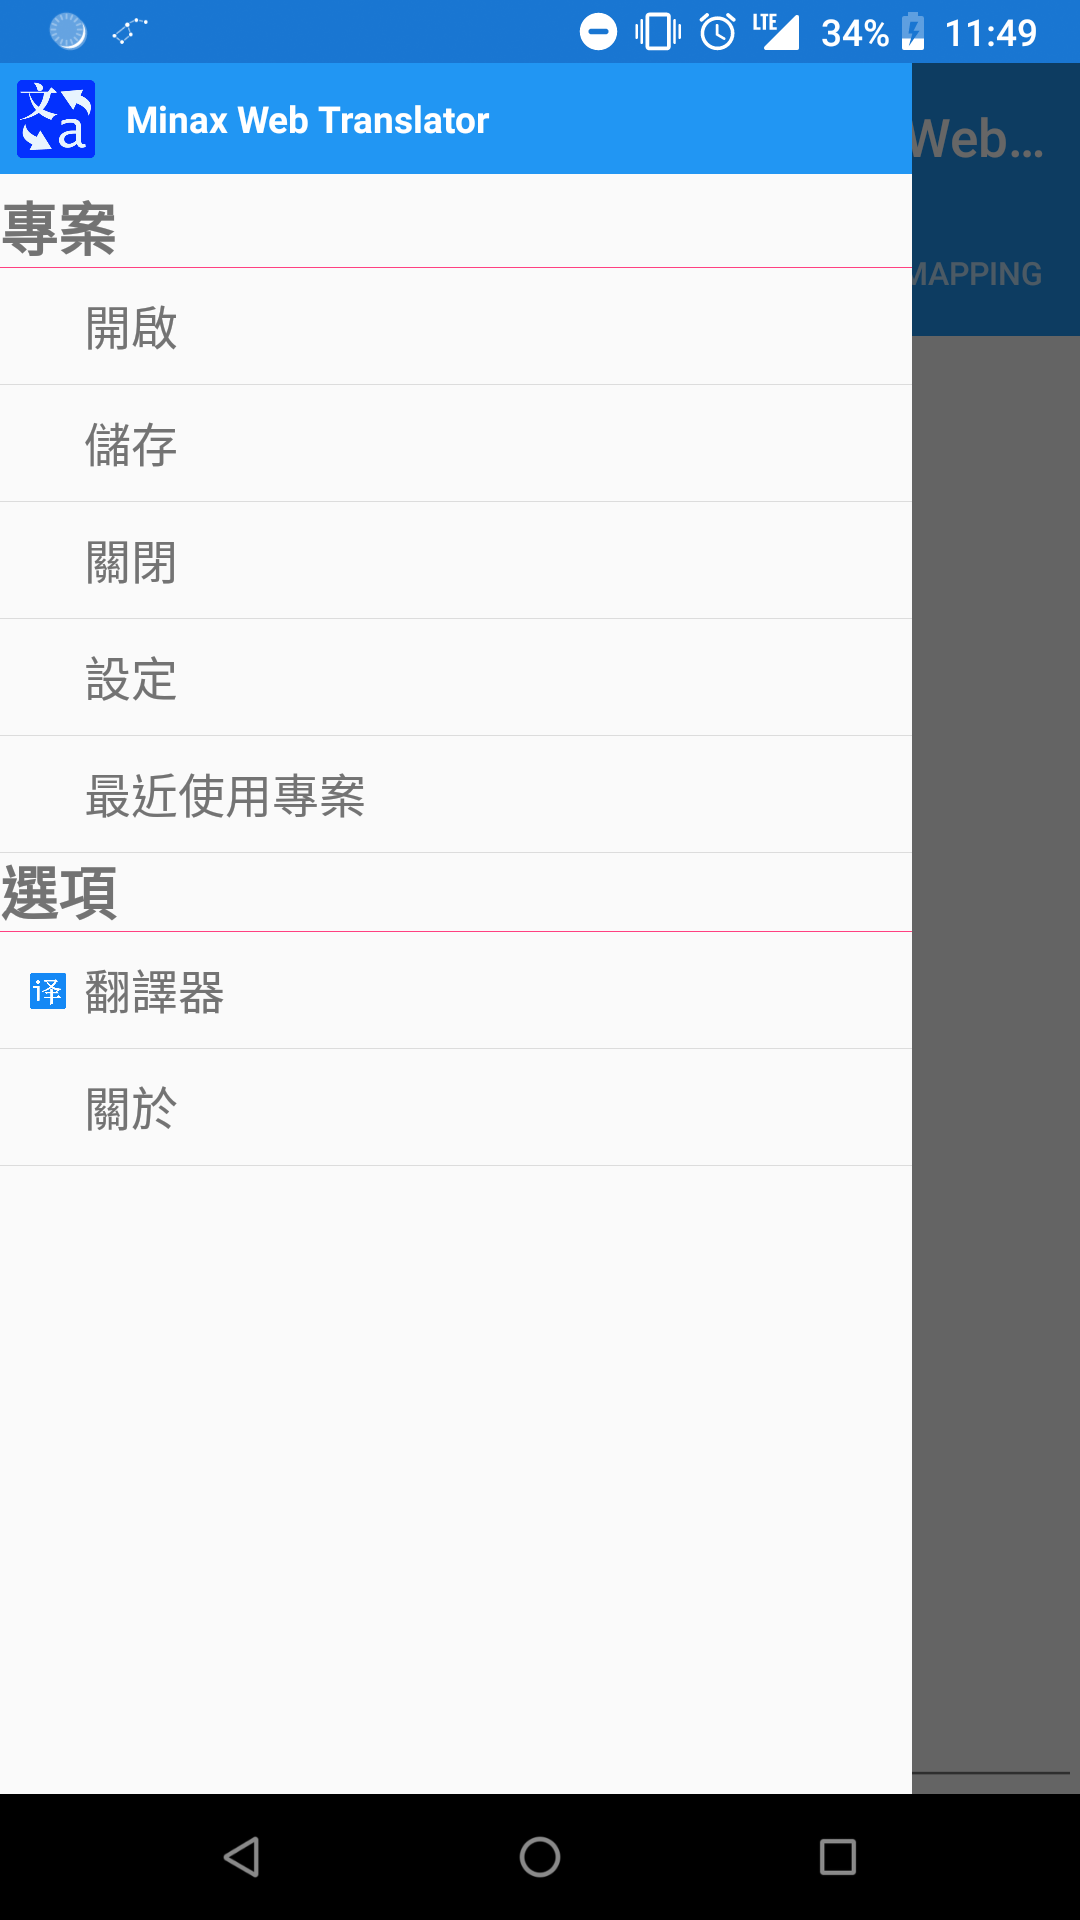 LTE 34% 11:49
文 a Minax Web Translator
Web...
MAPPING
專案
開啟
儲存
關閉
設定
最近使用專案
選項
译 翻譯器
關於